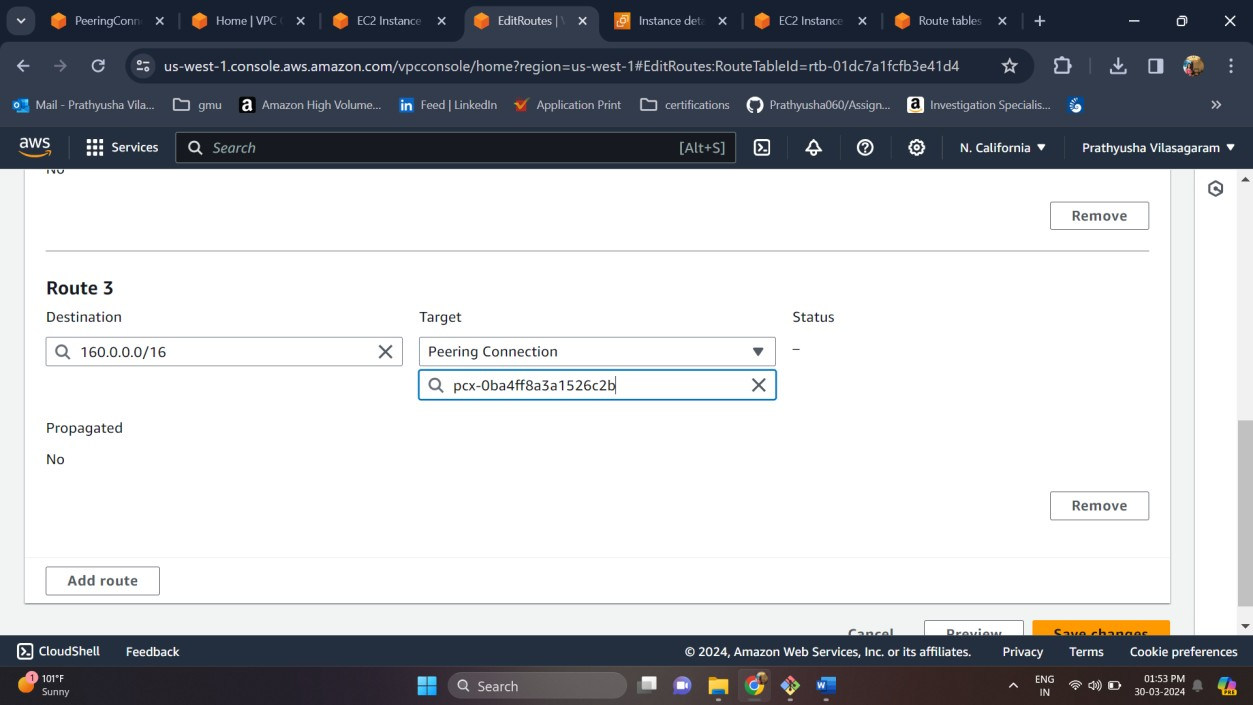 PeeringConn
Home | VPC
EC2 Instance
EditRoutes |
Instance deta
EC2 Instance
Route tables
us-west-1.console.aws.amazon.com/vpcconsole/home?region=us-west-1#EditRoutes:RouteTableId=rtb-01dc7a1fcfb3e41d4
Mail - Prathyusha Vila...
gmu
Amazon High Volume...
Feed | LinkedIn
Application Print
certifications
Prathyusha060/Assign...
Investigation Specialis...
aws
Services
Search
[Alt+S]
N. California
Prathyusha Vilasagaram
No
Remove
Route 3
Destination
Target
Status
160.0.0.0/16
Peering Connection
–
pcx-0ba4ff8a3a1526c2b
Propagated
No
Remove
Add route
Cancel
Preview
Save changes
CloudShell
Feedback
© 2024, Amazon Web Services, Inc. or its affiliates.
Privacy
Terms
Cookie preferences
1
101°F
Sunny
Search
ENG
IN
01:53 PM
30-03-2024
PRE